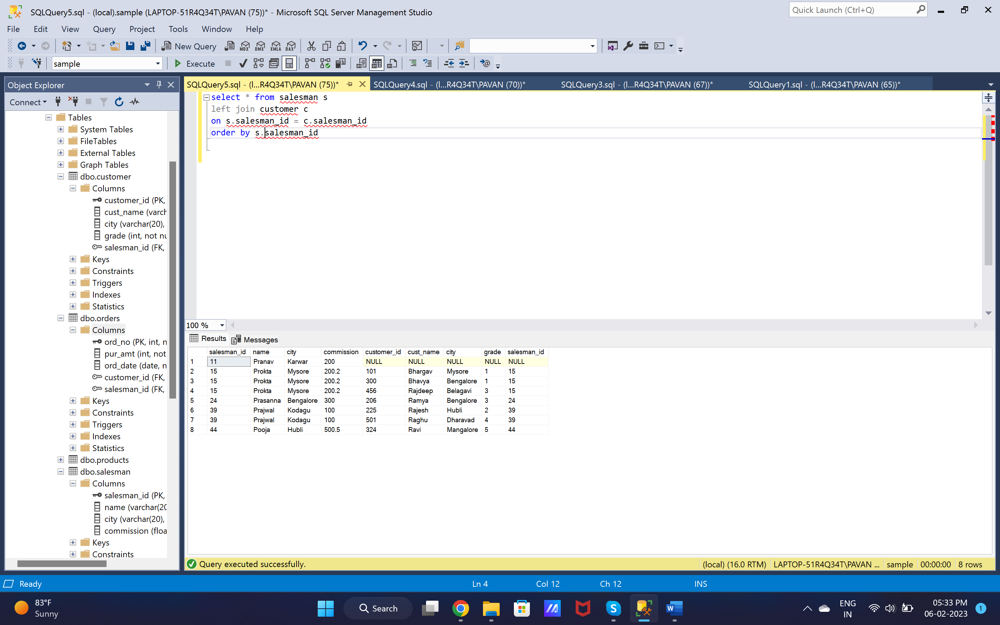 SQLQuery5.sql - (local).sample (LAPTOP-51R4Q34T\PAVAN (75))* - Microsoft SQL Server Management Studio
Quick Launch (Ctrl+Q)
File Edit View Query Project Tools Window Help
New Query MDX DMX XMLA DAX
sample Execute
Object Explorer
SQLQuery5.sql - (l...R4Q34T\PAVAN (75))* SQLQuery4.sql - (l...R4Q34T\PAVAN (70))* SQLQuery3.sql - (l...R4Q34T\PAVAN (67))* SQLQuery1.sql - (l...R4Q34T\PAVAN (65))*
Connect
Tables
System Tables
FileTables
External Tables
Graph Tables
dbo.customer
Columns
customer_id (PK,
cust_name (varch
city (varchar(20),
grade (int, not nu
salesman_id (FK,
Keys
Constraints
Triggers
Indexes
Statistics
dbo.orders
Columns
ord_no (PK, int, n
pur_amt (int, not
ord_date (date, n
customer_id (FK,
salesman_id (FK,
Keys
Constraints
Triggers
Indexes
Statistics
dbo.products
dbo.salesman
Columns
salesman_id (PK,
name (varchar(20
city (varchar(20),
commission (floa
Keys
Constraints
select * from salesman s
left join customer c
on s.salesman_id = c.salesman_id
order by s.salesman_id
100 %
Results Messages
salesman_id name city commission customer_id cust_name city grade salesman_id
1 11 Pranav Karwar 200 NULL NULL NULL NULL NULL
2 15 Prokta Mysore 200.2 101 Bhargav Mysore 1 15
3 15 Prokta Mysore 200.2 300 Bhavya Bengalore 1 15
4 15 Prokta Mysore 200.2 456 Rajdeep Belagavi 3 15
5 24 Prasanna Bengalore 300 206 Ramya Bengalore 3 24
6 39 Prajwal Kodagu 100 225 Rajesh Hubli 2 39
7 39 Prajwal Kodagu 100 501 Raghu Dharavad 4 39
8 44 Pooja Hubli 500.5 324 Ravi Mangalore 5 44
Query executed successfully. (local) (16.0 RTM) LAPTOP-51R4Q34T\PAVAN ... sample 00:00:00 8 rows
Ready Ln 4 Col 12 Ch 12 INS
83°F
Sunny
Search
ENG
IN
05:33 PM
06-02-2023
1